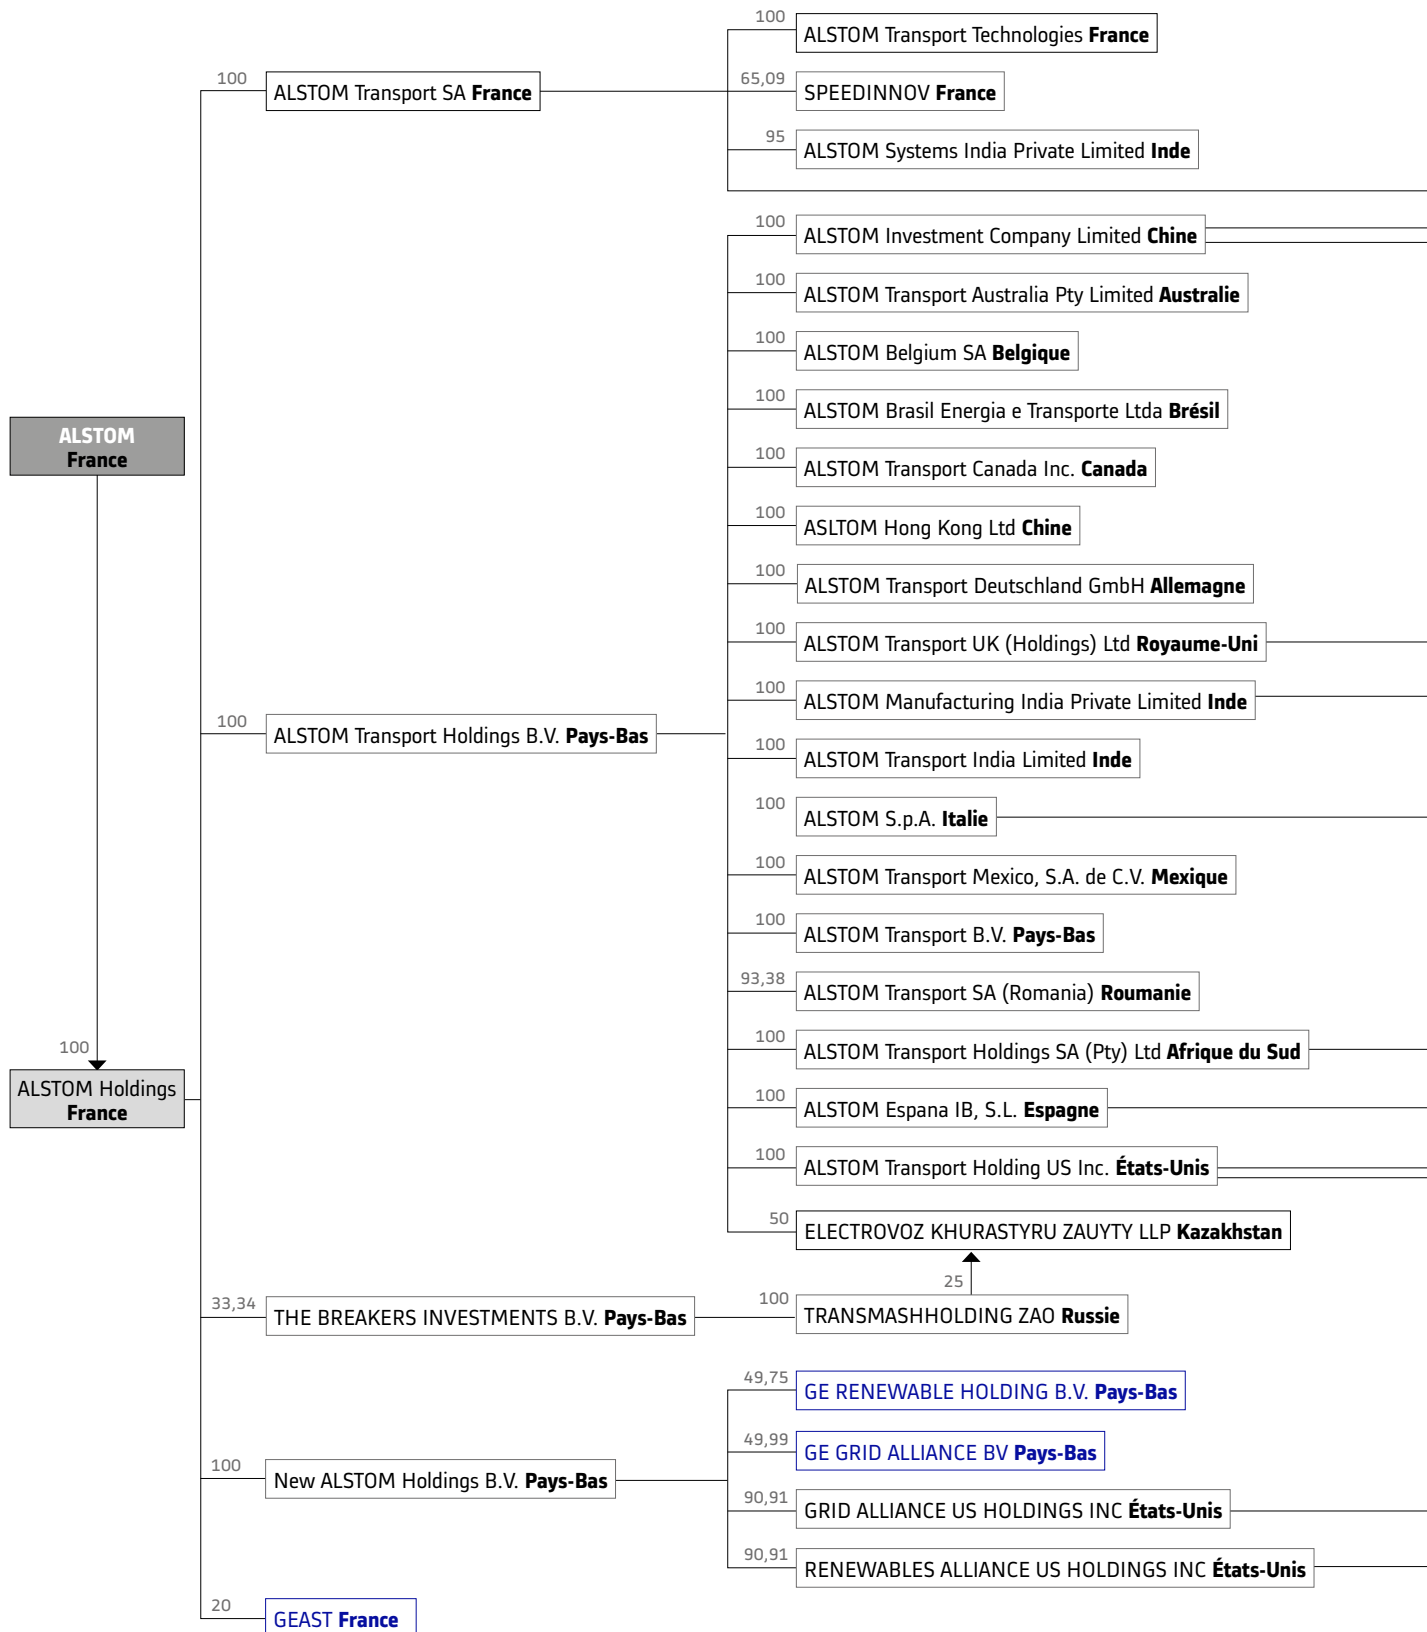 100
ALSTOM Transport Technologies France
100
ALSTOM Transport SA France
65,09
SPEEDINNOV France
95
ALSTOM Systems India Private Limited Inde
100
ALSTOM Investment Company Limited Chine
100
ALSTOM Transport Australia Pty Limited Australie
100
ALSTOM Belgium SA Belgique
100
ALSTOM Brasil Energia e Transporte Ltda Brésil
ALSTOM
France
100
ALSTOM Transport Canada Inc. Canada
100
ASLTOM Hong Kong Ltd Chine
100
ALSTOM Transport Deutschland GmbH Allemagne
100
ALSTOM Transport UK (Holdings) Ltd Royaume-Uni
100
ALSTOM Manufacturing India Private Limited Inde
100
ALSTOM Transport Holdings B.V. Pays-Bas
100
ALSTOM Transport India Limited Inde
100
ALSTOM S.p.A. Italie
100
ALSTOM Transport Mexico, S.A. de C.V. Mexique
100
ALSTOM Transport B.V. Pays-Bas
93,38
ALSTOM Transport SA (Romania) Roumanie
100
ALSTOM Transport Holdings SA (Pty) Ltd Afrique du Sud
100
ALSTOM Holdings
France
100
ALSTOM Espana IB, S.L. Espagne
100
ALSTOM Transport Holding US Inc. États-Unis
50
ELECTROVOZ KHURASTYRU ZAUYTY LLP Kazakhstan
25
33,34
THE BREAKERS INVESTMENTS B.V. Pays-Bas
100
TRANSMASHHOLDING ZAO Russie
49,75
GE RENEWABLE HOLDING B.V. Pays-Bas
49,99
GE GRID ALLIANCE BV Pays-Bas
100
New ALSTOM Holdings B.V. Pays-Bas
90,91
GRID ALLIANCE US HOLDINGS INC États-Unis
90,91
RENEWABLES ALLIANCE US HOLDINGS INC États-Unis
20
GEAST France